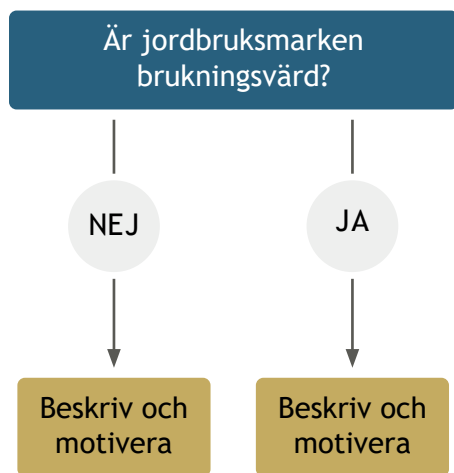 Är jordbruksmarken
brukningsvärd?
NEJ
JA
Beskriv och
motivera
Beskriv och
motivera